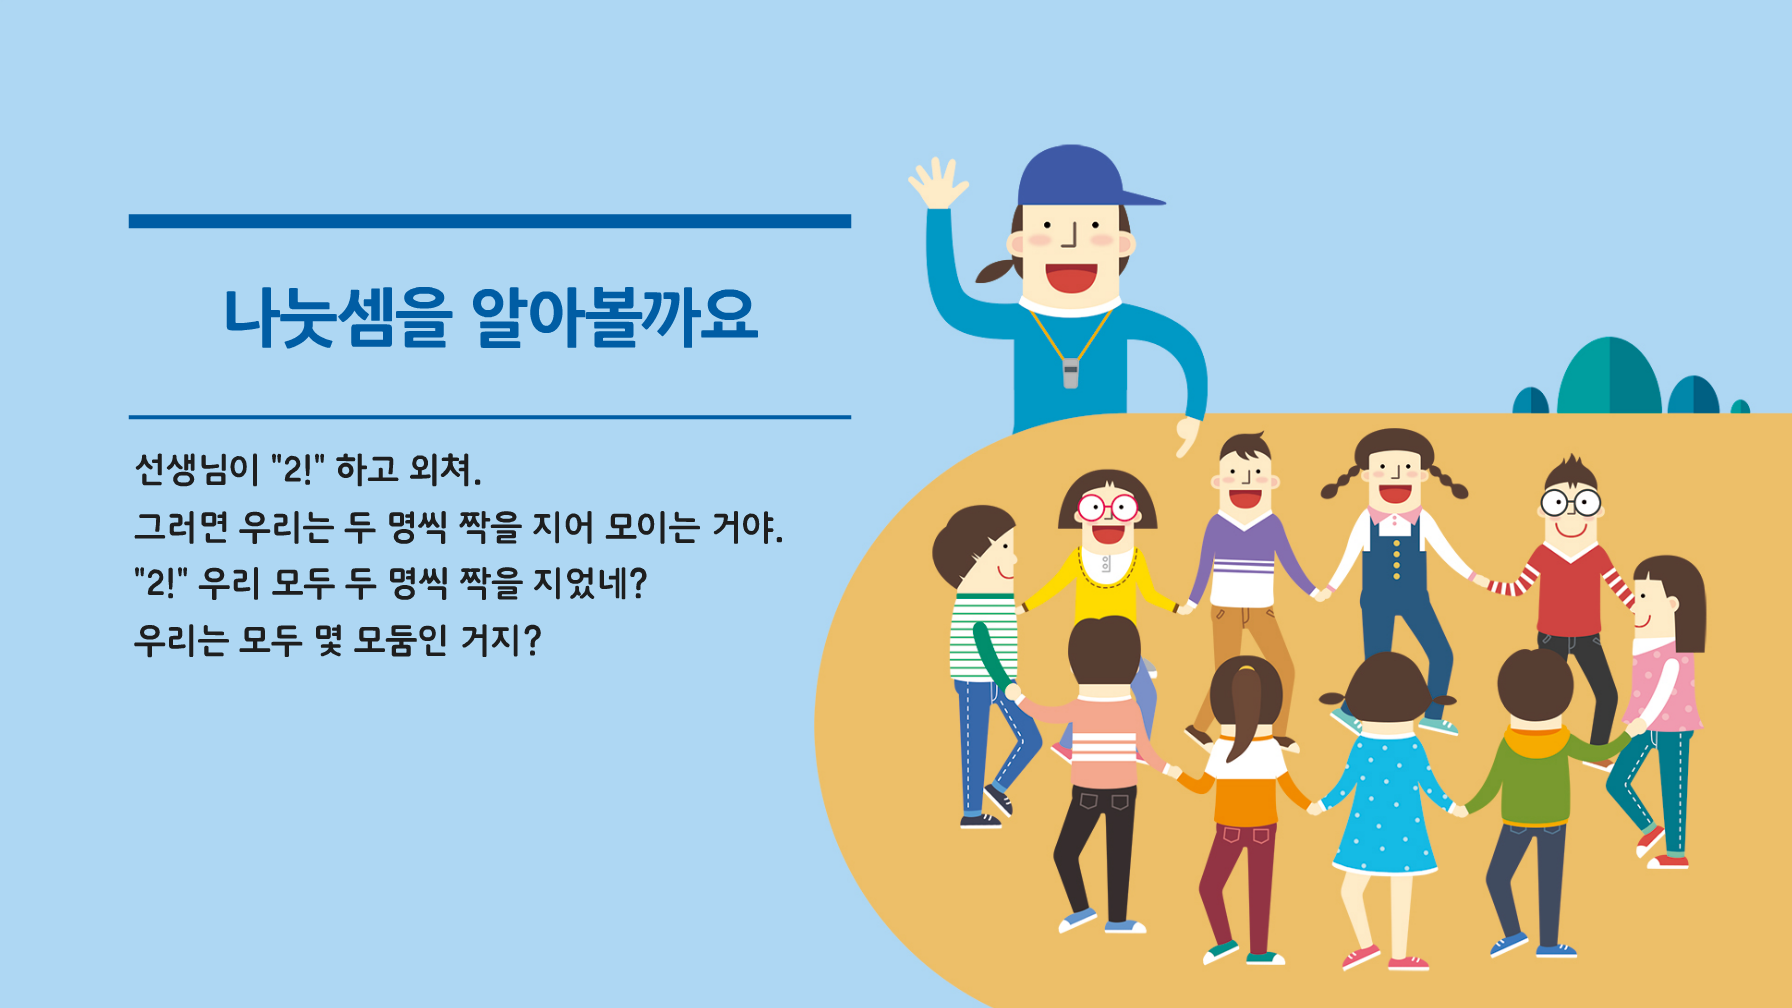 나눗셈을 알아볼까요
선생님이 "2!" 하고 외쳐.
그러면 우리는 두 명씩 짝을 지어 모이는 거야.
"2!" 우리 모두 두 명씩 짝을 지었네?
우리는 모두 몇 모둠인 거지?